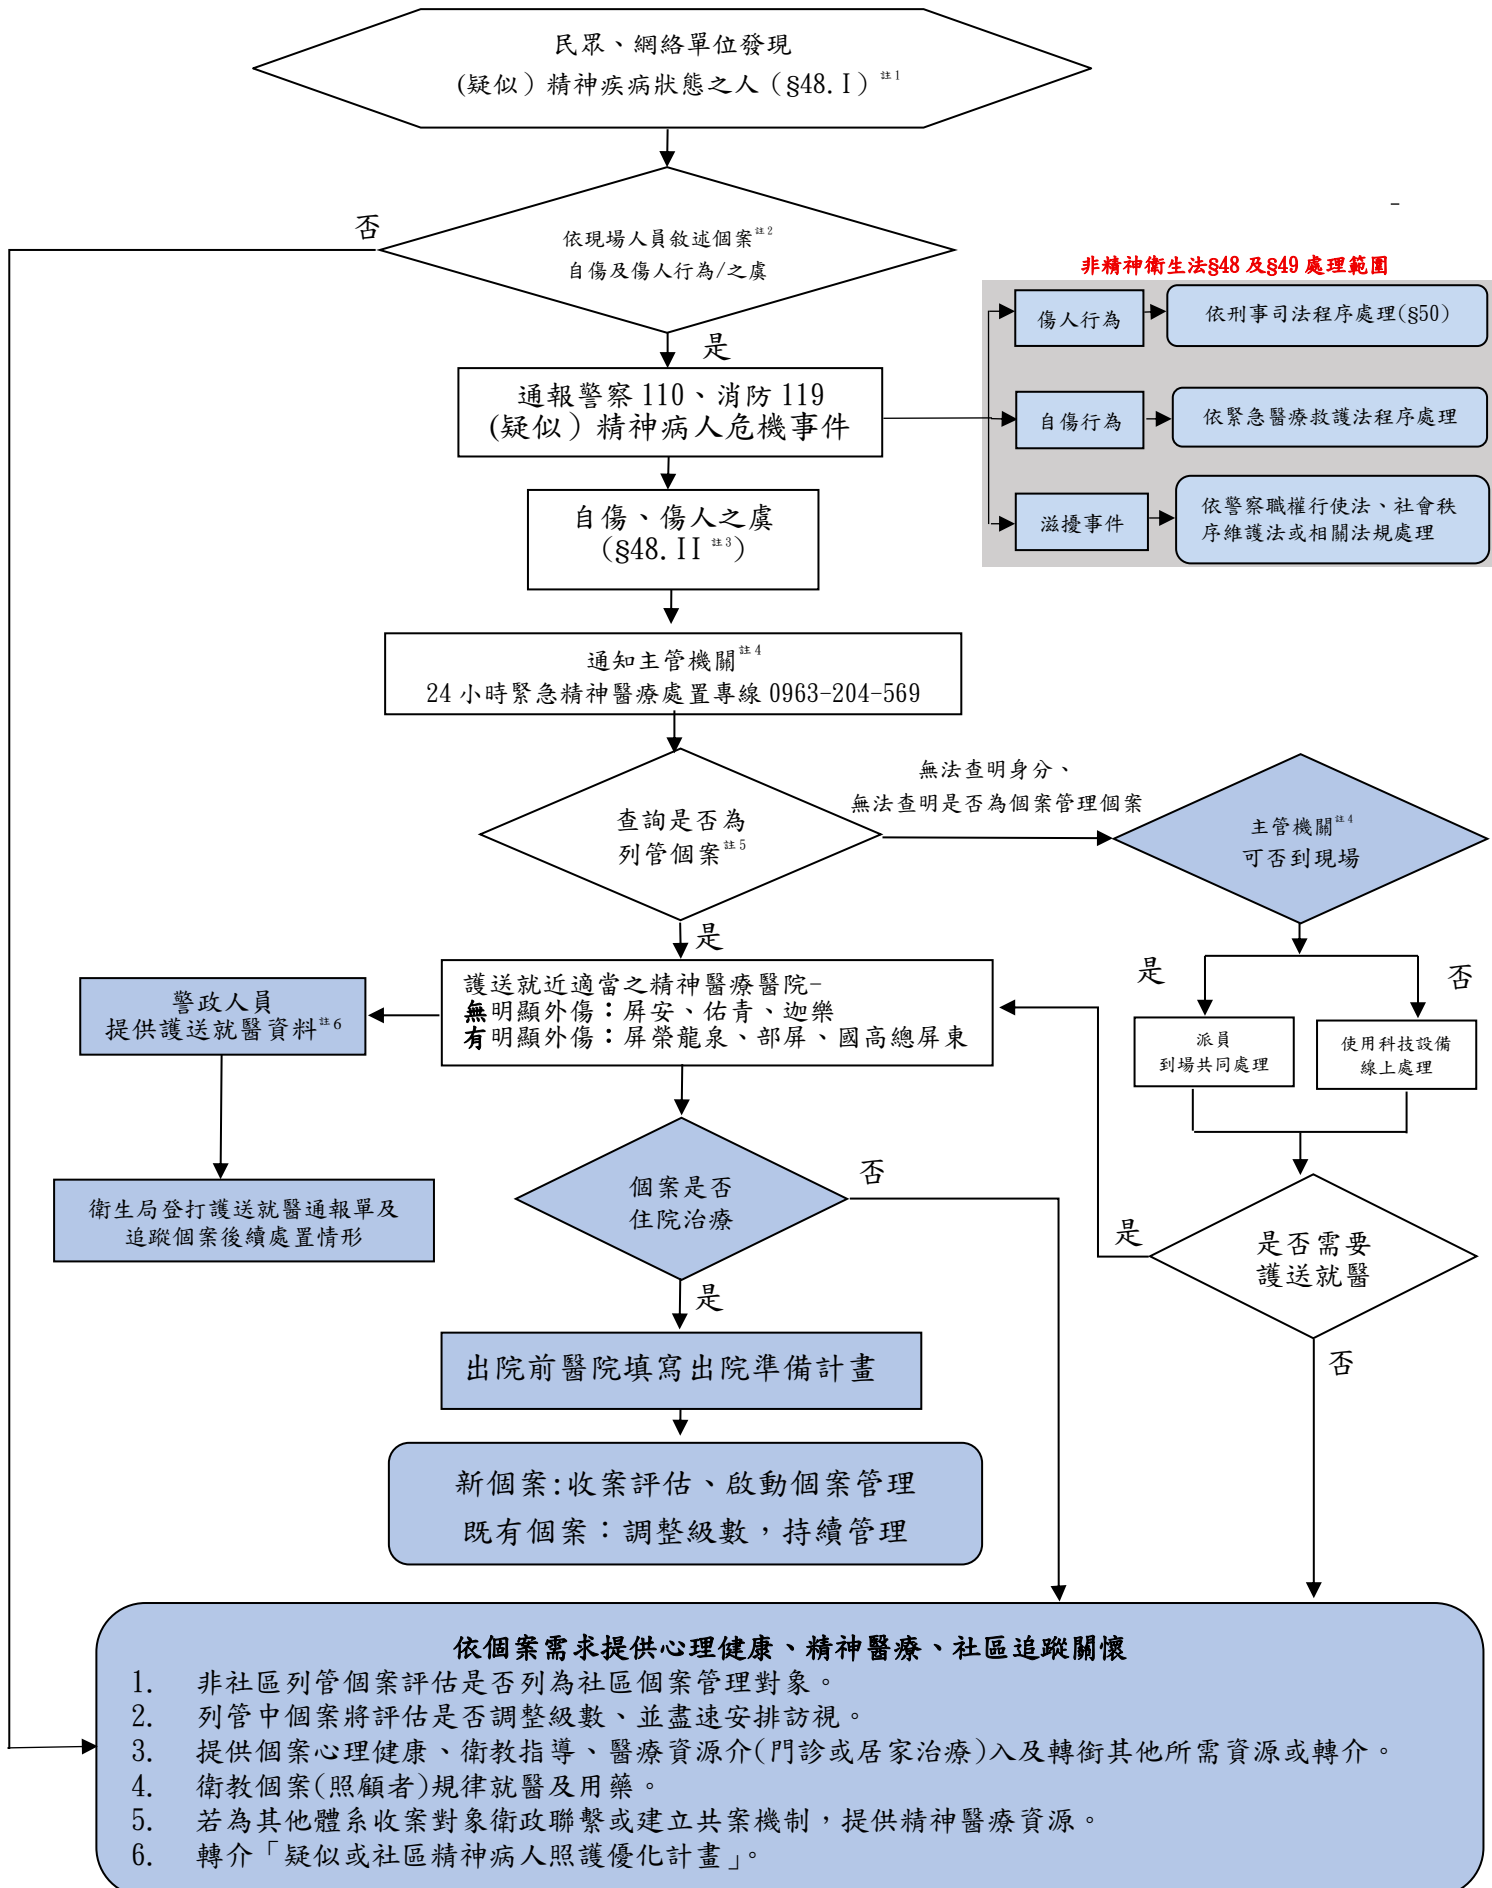 民眾、網絡單位發現
(疑似)精神疾病狀態之人(§48.I)註1
否
依現場人員敘述個案註2
自傷及傷人行為/之虞
是
-
非精神衛生法§48及§49處理範圍
傷人行為
依刑事司法程序處理(§50)
自傷行為
依緊急醫療救護法程序處理
滋擾事件
依警察職權行使法、社會秩
序維護法或相關法規處理
通報警察110、消防119
(疑似)精神病人危機事件
自傷、傷人之虞
(§48.II註3)
通知主管機關註4
24小時緊急精神醫療處置專線0963-204-569
查詢是否為
列管個案註5
無法查明身分、
無法查明是否為個案管理個案
主管機關註4
可否到現場
是
是
否
護送就近適當之精神醫療醫院-
無明顯外傷：屏安、佑青、迦樂
有明顯外傷：屏榮龍泉、部屏、國高總屏東
警政人員
提供護送就醫資料註6
衛生局登打護送就醫通報單及
追蹤個案後續處置情形
派員
到場共同處理
使用科技設備
線上處理
個案是否
住院治療
否
是
是
是否需要
護送就醫
否
出院前醫院填寫出院準備計畫
新個案:收案評估、啟動個案管理
既有個案：調整級數，持續管理
依個案需求提供心理健康、精神醫療、社區追蹤關懷
1. 非社區列管個案評估是否列為社區個案管理對象。
2. 列管中個案將評估是否調整級數、並盡速安排訪視。
3. 提供個案心理健康、衛教指導、醫療資源介(門診或居家治療)入及轉銜其他所需資源或轉介。
4. 衛教個案(照顧者)規律就醫及用藥。
5. 若為其他體系收案對象衛政聯繫或建立共案機制，提供精神醫療資源。
6. 轉介「疑似或社區精神病人照護優化計畫」。